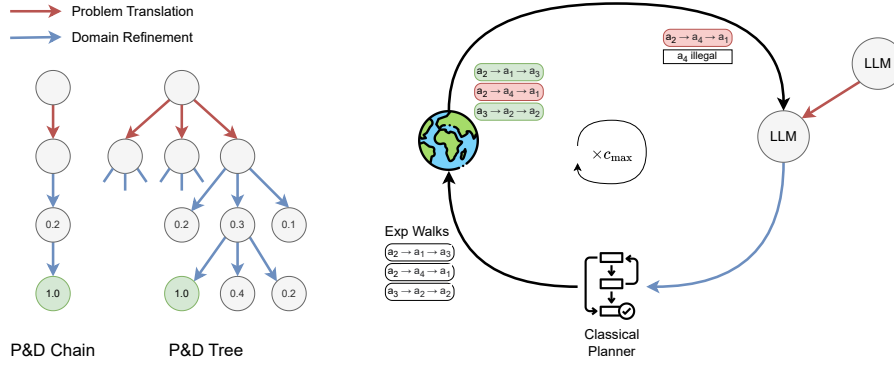 Problem Translation
Domain Refinement
0.2
1.0
P&D Chain
0.2
0.3
0.1
1.0
0.4
0.2
P&D Tree
a₂ → a₁ → a₃
a₂ → a₄ → a₁
a₃ → a₂ → a₂
a₂ → a₄ → a₁
a₄ illegal
LLM
LLM
× c_max
Exp Walks
a₂ → a₁ → a₃
a₂ → a₄ → a₁
a₃ → a₂ → a₂
Classical
Planner